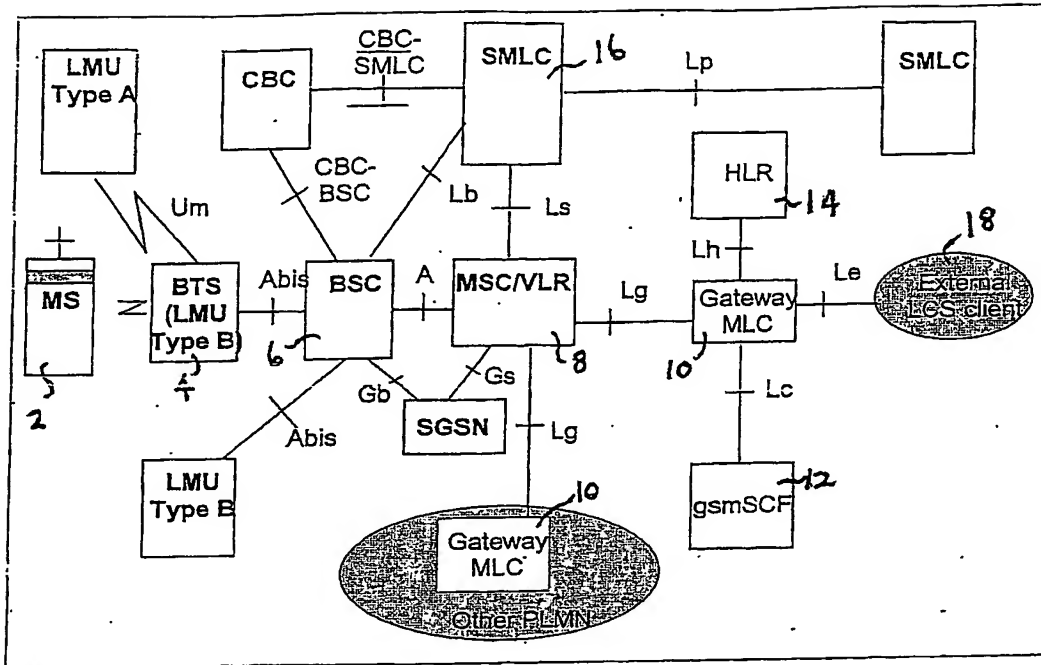 LMU
Type A
CBC
CBC-
SMLC
SMLC
16
Lp
SMLC
CBC-
BSC
Lb
Ls
HLR
14
Um
Lh
18
MS
BTS
(LMU
Type B)
Abis
BSC
A
MSC/VLR
Lg
Gateway
MLC
Le
External
LCS client
2
4
6
8
10
Gb
Gs
Lc
SGSN
Lg
Abis
LMU
Type B
10
Gateway
MLC
Other PLMN
12
gsmSCF